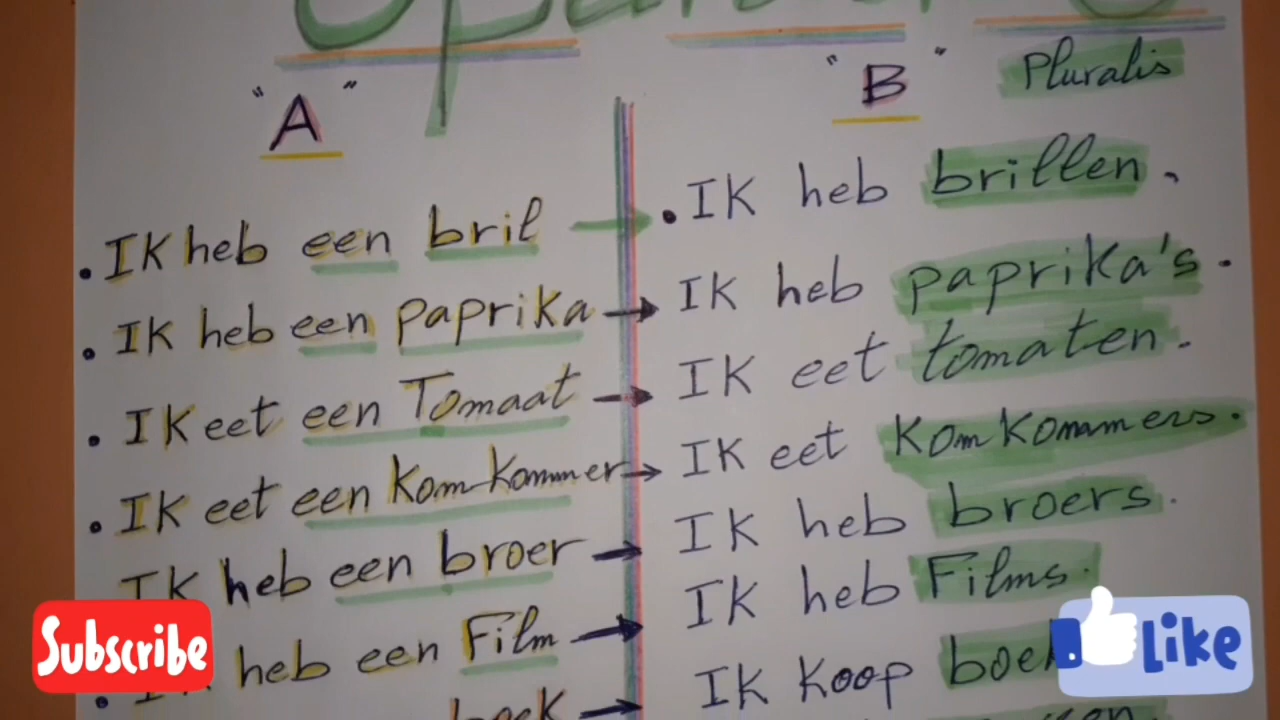 "A"
"B" Pluralis
. IK heb een bril
. IK heb brillen.
. IK heb een paprika
IK heb paprika's.
. IK eet een Tomaat
IK eet tomaten.
. IK eet een Komkommer
IK eet Komkommers.
IK heb een broer
IK heb broers.
heb een Film
IK heb Films.
boek
IK Koop
Subscribe
Like